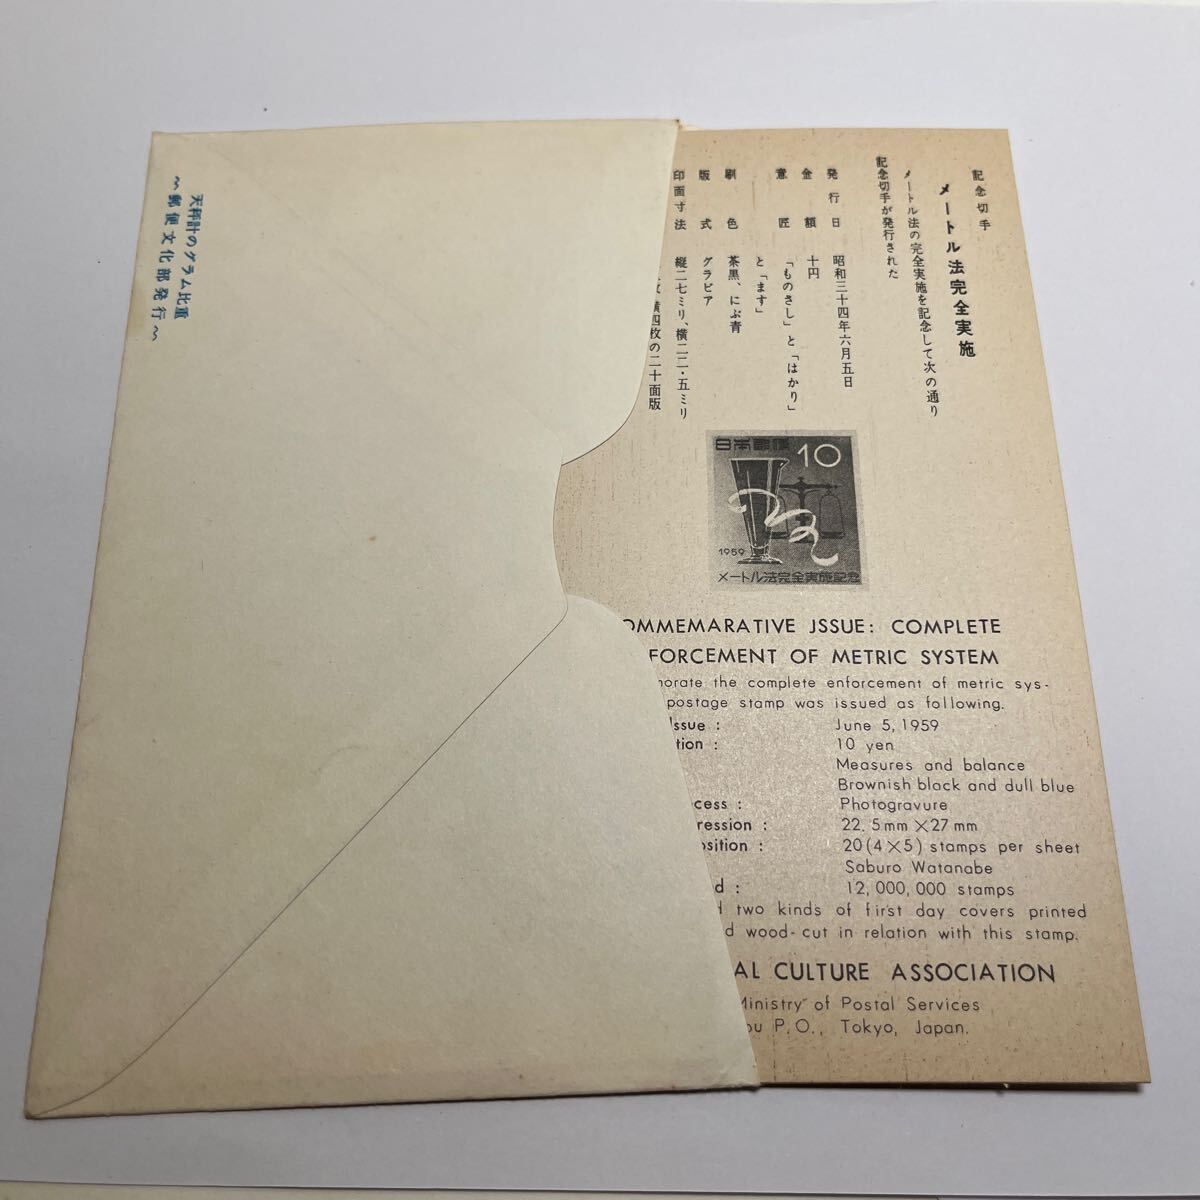 天秤計のグラム比重
〜郵便文化部発行〜
記念切手
メートル法完全実施
メートル法の完全実施を記念して次の通り
記念切手が発行された
発行日 昭和三十四年六月五日
金額 十円
意匠 「ものさし」と「はかり」
と「ます」
刷色 茶黒、にぶ青
版式 グラビア
印面寸法 縦二七ミリ、横二二・五ミリ
横四枚の二十面版
日本郵便 10
1959
メートル法完全実施記念
OMMEMARATIVE JSSUE: COMPLETE
FORCEMENT OF METRIC SYSTEM
norate the complete enforcement of metric sys-
postage stamp was issued as following.
issue : June 5, 1959
tion : 10 yen
Measures and balance
Brownish black and dull blue
cess : Photogravure
ression : 22.5mm×27mm
osition : 20(4×5) stamps per sheet
Saburo Watanabe
d : 12,000,000 stamps
d two kinds of first day covers printed
d wood-cut in relation with this stamp.
AL CULTURE ASSOCIATION
Ministry of Postal Services
ou P.O., Tokyo, Japan.